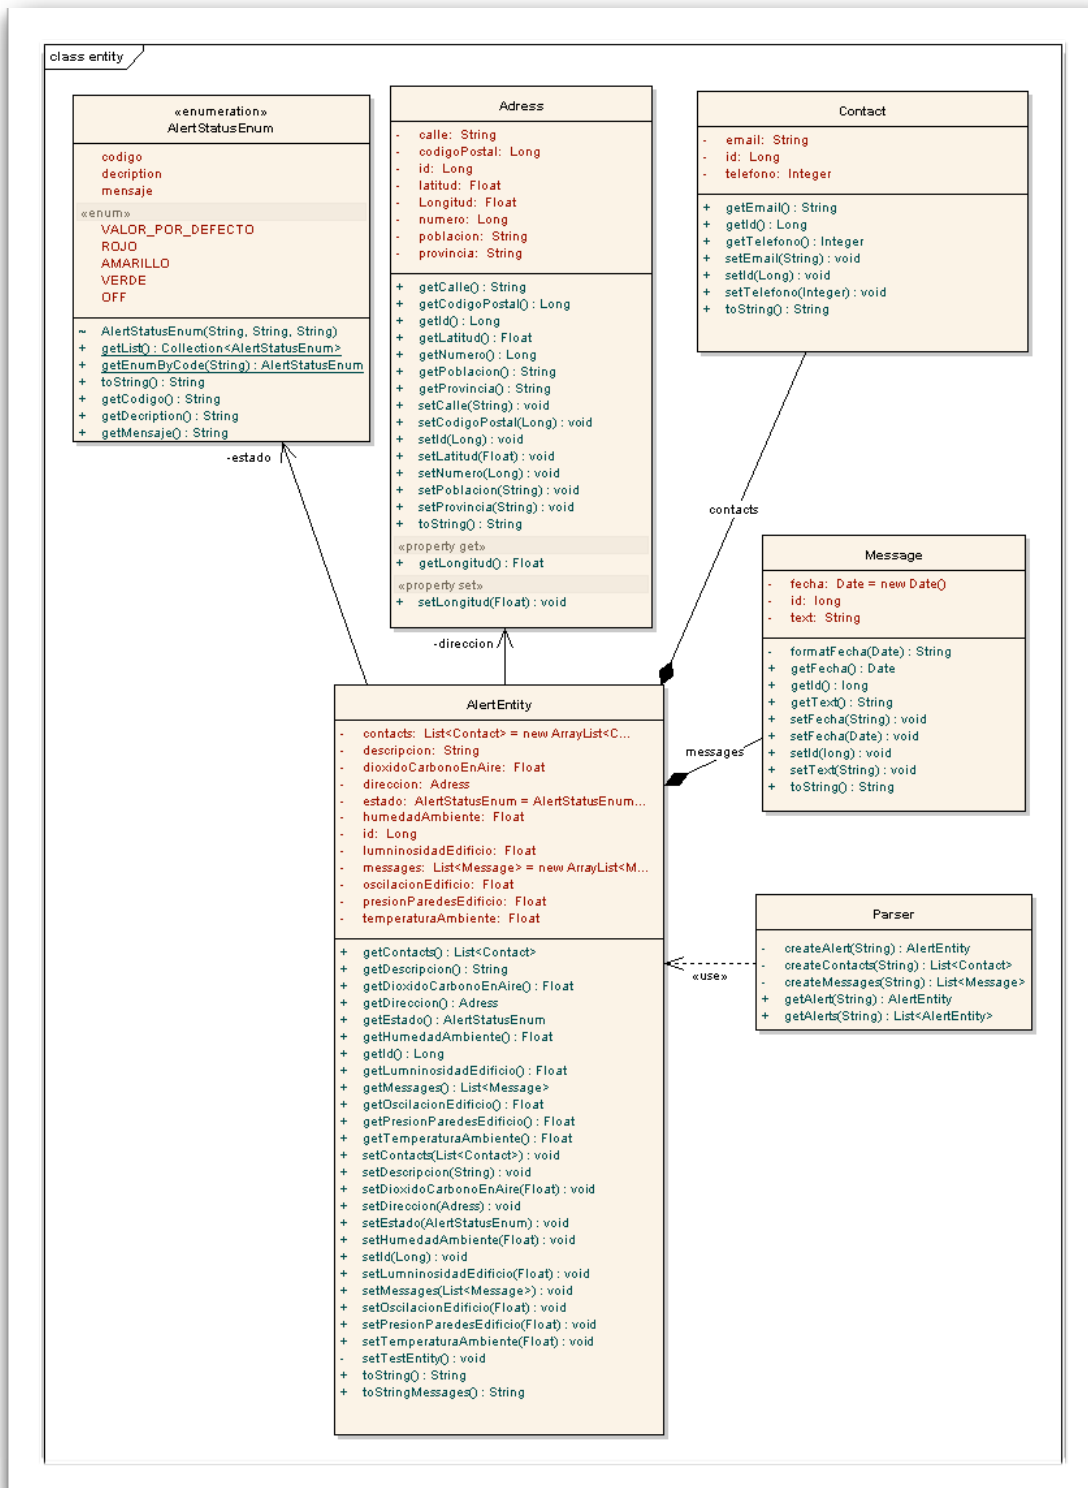 class entity
«enumeration»
AlertStatusEnum
codigo
decription
mensaje
«enum»
VALOR_POR_DEFECTO
ROJO
AMARILLO
VERDE
OFF
~ AlertStatusEnum(String, String, String)
+ getList() : Collection<AlertStatusEnum>
+ getEnumByCode(String) : AlertStatusEnum
+ toString() : String
+ getCodigo() : String
+ getDecription() : String
+ getMensaje() : String
-estado
Adress
- calle: String
- codigoPostal: Long
- id: Long
- latitud: Float
- Longitud: Float
- numero: Long
- poblacion: String
- provincia: String
+ getCalle() : String
+ getCodigoPostal() : Long
+ getId() : Long
+ getLatitud() : Float
+ getNumero() : Long
+ getPoblacion() : String
+ getProvincia() : String
+ setCalle(String) : void
+ setCodigoPostal(Long) : void
+ setId(Long) : void
+ setLatitud(Float) : void
+ setNumero(Long) : void
+ setPoblacion(String) : void
+ setProvincia(String) : void
+ toString() : String
«property get»
+ getLongitud() : Float
«property set»
+ setLongitud(Float) : void
-direccion
Contact
- email: String
- id: Long
- telefono: Integer
+ getEmail() : String
+ getId() : Long
+ getTelefono() : Integer
+ setEmail(String) : void
+ setId(Long) : void
+ setTelefono(Integer) : void
+ toString() : String
contacts
Message
- fecha: Date = new Date()
- id: long
- text: String
- formatFecha(Date) : String
+ getFecha() : Date
+ getId() : long
+ getText() : String
+ setFecha(String) : void
+ setFecha(Date) : void
+ setId(long) : void
+ setText(String) : void
+ toString() : String
messages
AlertEntity
- contacts: List<Contact> = new ArrayList<C...
- descripcion: String
- dioxidoCarbonoEnAire: Float
- direccion: Adress
- estado: AlertStatusEnum = AlertStatusEnum...
- humedadAmbiente: Float
- id: Long
- lumninosidadEdificio: Float
- messages: List<Message> = new ArrayList<M...
- oscilacionEdificio: Float
- presionParedesEdificio: Float
- temperaturaAmbiente: Float
+ getContacts() : List<Contact>
+ getDescripcion() : String
+ getDioxidoCarbonoEnAire() : Float
+ getDireccion() : Adress
+ getEstado() : AlertStatusEnum
+ getHumedadAmbiente() : Float
+ getId() : Long
+ getLumninosidadEdificio() : Float
+ getMessages() : List<Message>
+ getOscilacionEdificio() : Float
+ getPresionParedesEdificio() : Float
+ getTemperaturaAmbiente() : Float
+ setContacts(List<Contact>) : void
+ setDescripcion(String) : void
+ setDioxidoCarbonoEnAire(Float) : void
+ setDireccion(Adress) : void
+ setEstado(AlertStatusEnum) : void
+ setHumedadAmbiente(Float) : void
+ setId(Long) : void
+ setLumninosidadEdificio(Float) : void
+ setMessages(List<Message>) : void
+ setOscilacionEdificio(Float) : void
+ setPresionParedesEdificio(Float) : void
+ setTemperaturaAmbiente(Float) : void
- setTestEntity() : void
+ toString() : String
+ toStringMessages() : String
Parser
- createAlert(String) : AlertEntity
- createContacts(String) : List<Contact>
- createMessages(String) : List<Message>
+ getAlert(String) : AlertEntity
+ getAlerts(String) : List<AlertEntity>
«use»